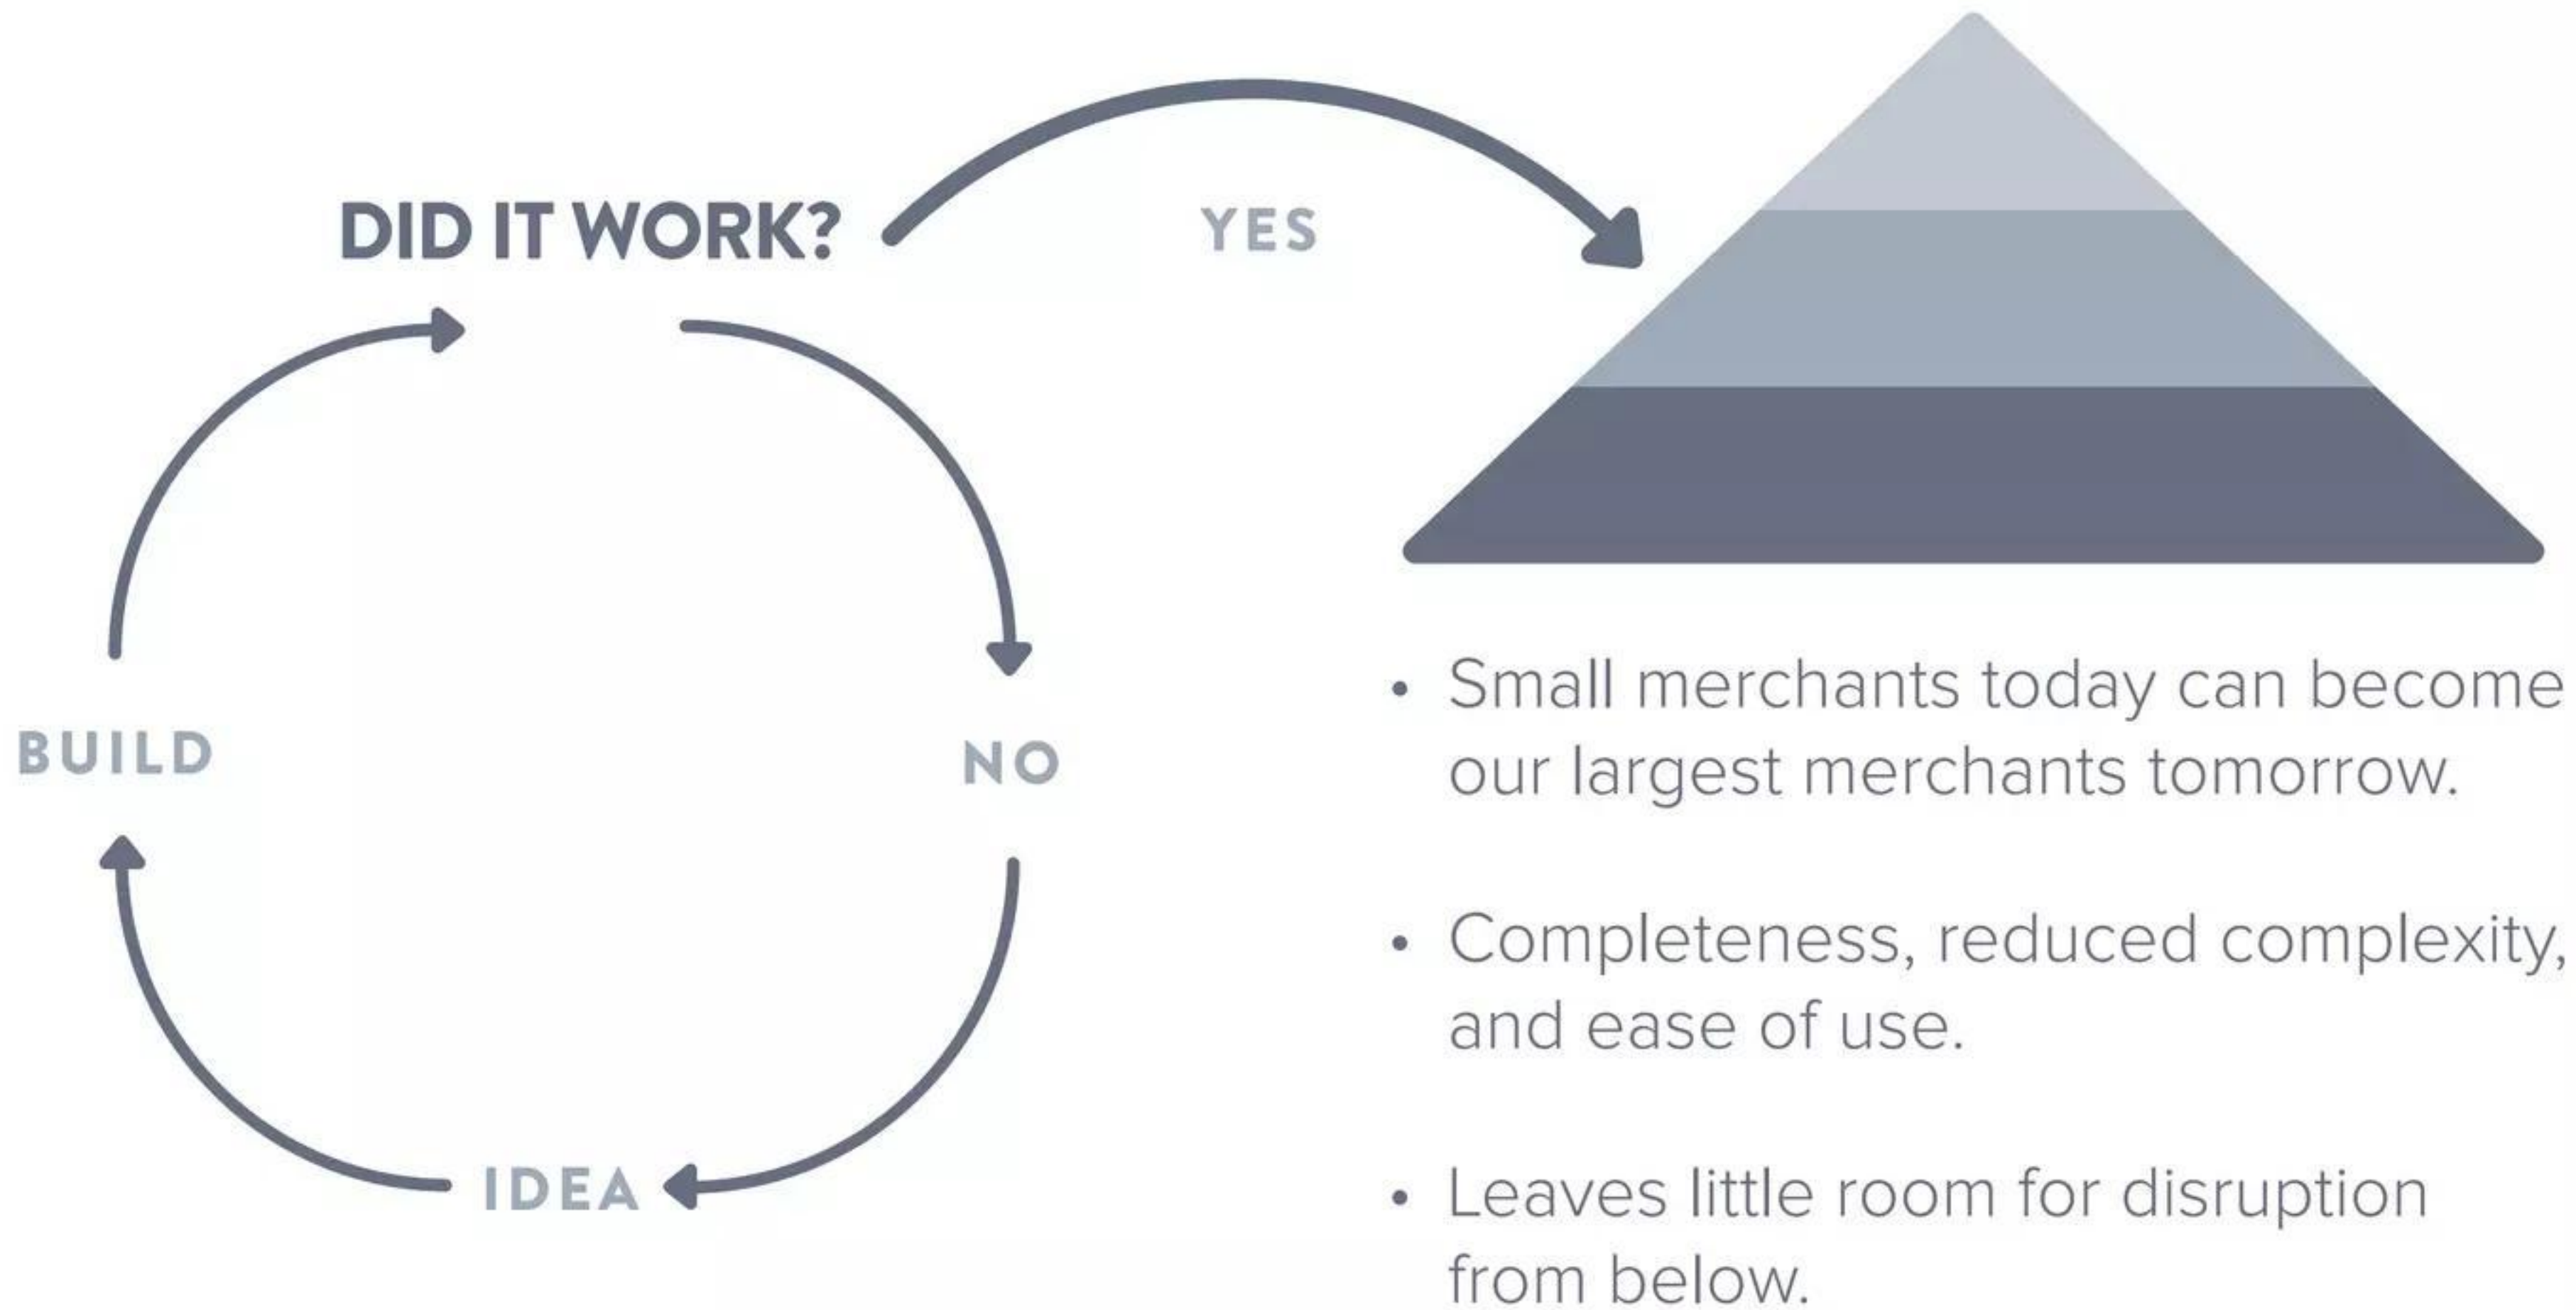 DID IT WORK?
YES
BUILD
NO
IDEA
• Small merchants today can become
our largest merchants tomorrow.
• Completeness, reduced complexity,
and ease of use.
• Leaves little room for disruption
from below.